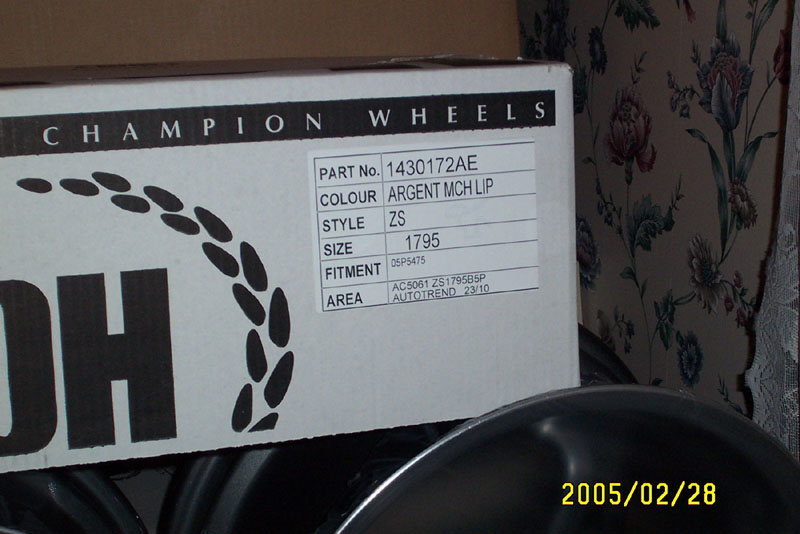 CHAMPION WHEELS
PART No. 1430172AE
COLOUR ARGENT MCH LIP
STYLE ZS
SIZE 1795
FITMENT 05P5475
AREA AC5061 ZS1795B5P
AUTOTREND 23/10
OH
2005/02/28